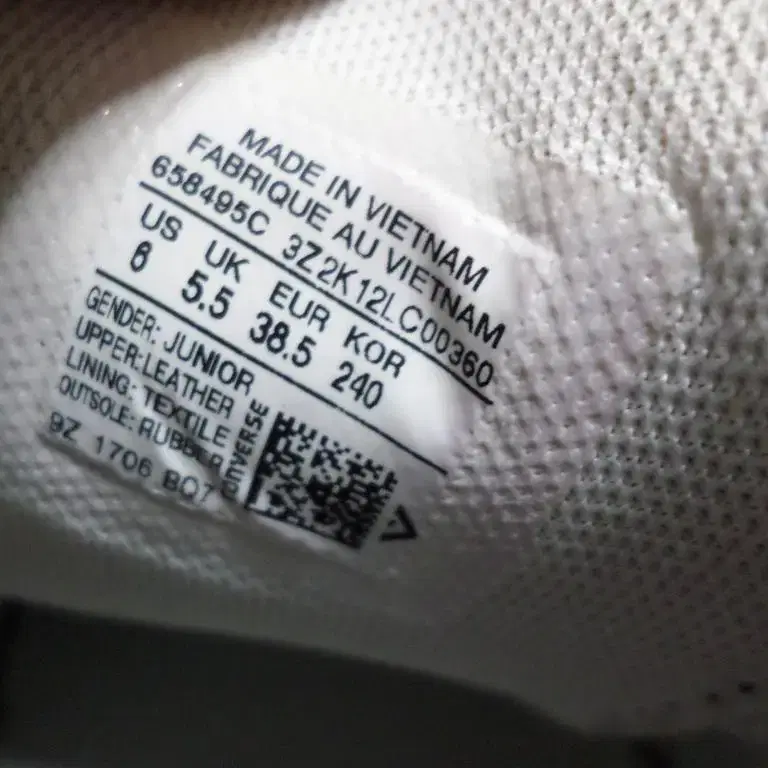 MADE IN VIETNAM
FABRIQUE AU VIETNAM
658495C 3Z2K12LC00360
US UK EUR KOR
6 5.5 38.5 240
GENDER: JUNIOR
UPPER:LEATHER
LINING: TEXTILE
OUTSOLE: RUBBER
9Z 1706 BQ7
CONVERSE